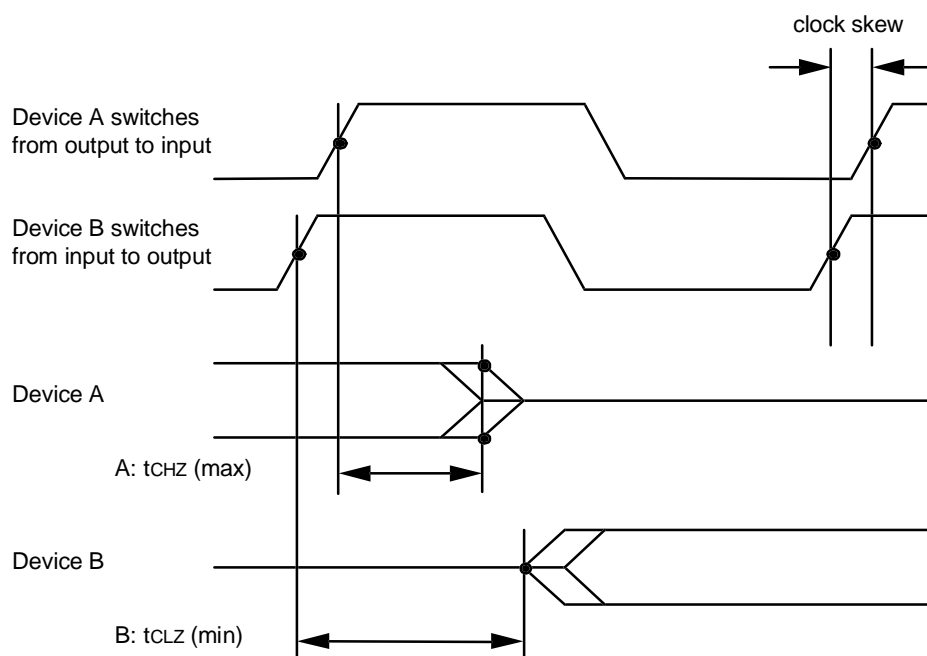 clock skew
Device A switches
from output to input
Device B switches
from input to output
Device A
A: tCHZ (max)
Device B
B: tCLZ (min)